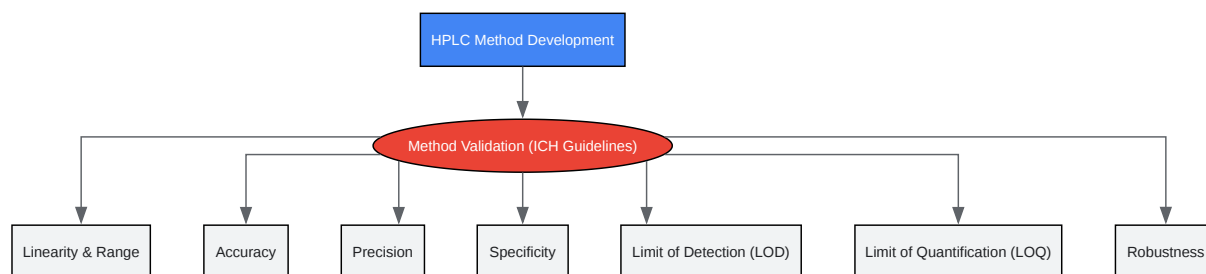 HPLC Method Development
Method Validation (ICH Guidelines)
Linearity & Range
Accuracy
Precision
Specificity
Limit of Detection (LOD)
Limit of Quantification (LOQ)
Robustness